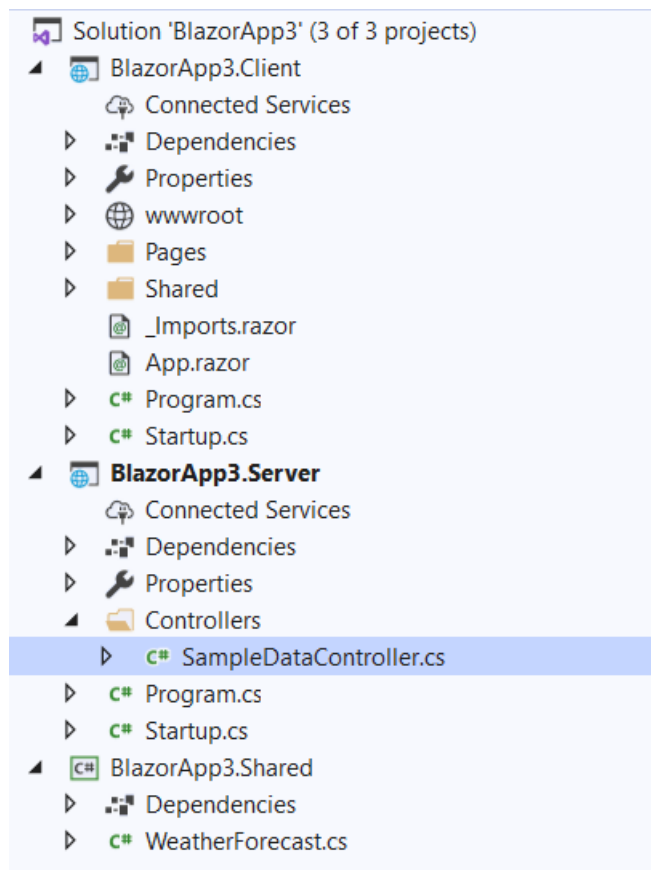 Solution 'BlazorApp3' (3 of 3 projects)
BlazorApp3.Client
Connected Services
Dependencies
Properties
wwwroot
Pages
Shared
@ _Imports.razor
@ App.razor
C# Program.cs
C# Startup.cs
BlazorApp3.Server
Connected Services
Dependencies
Properties
Controllers
C# SampleDataController.cs
C# Program.cs
C# Startup.cs
C# BlazorApp3.Shared
Dependencies
C# WeatherForecast.cs